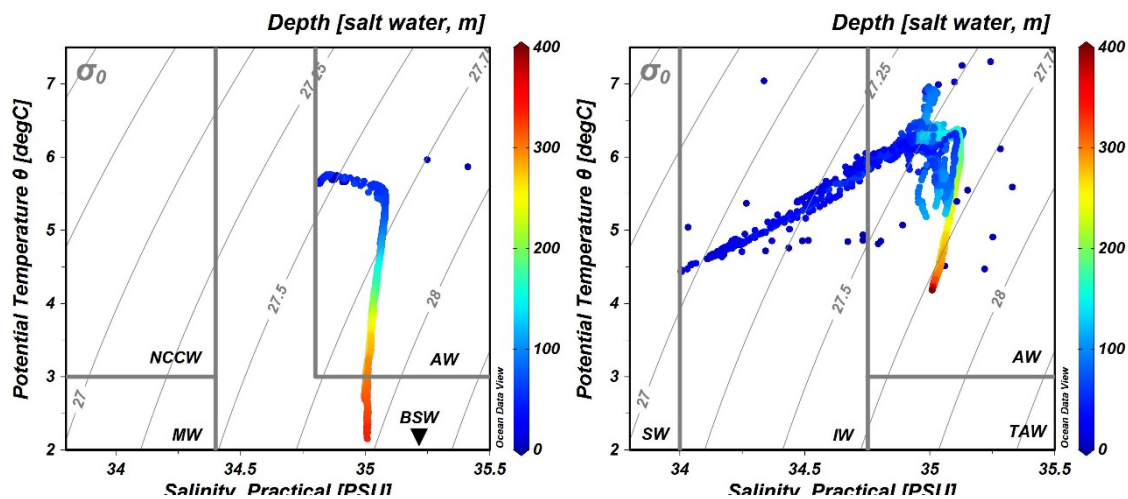 Depth [salt water, m]
Depth [salt water, m]
Potential Temperature θ [degC]
7
6
5
4
3
2
σ0
27.25
27.5
27
28
NCCW
AW
MW
BSW
34
34.5
35
35.5
Salinity, Practical [PSU]
Ocean Data View
400
300
200
100
0
Potential Temperature θ [degC]
7
6
5
4
3
2
σ0
27.25
27.75
27.5
27
28
AW
SW
IW
TAW
34
34.5
35
35.5
Salinity, Practical [PSU]
Ocean Data View
400
300
200
100
0